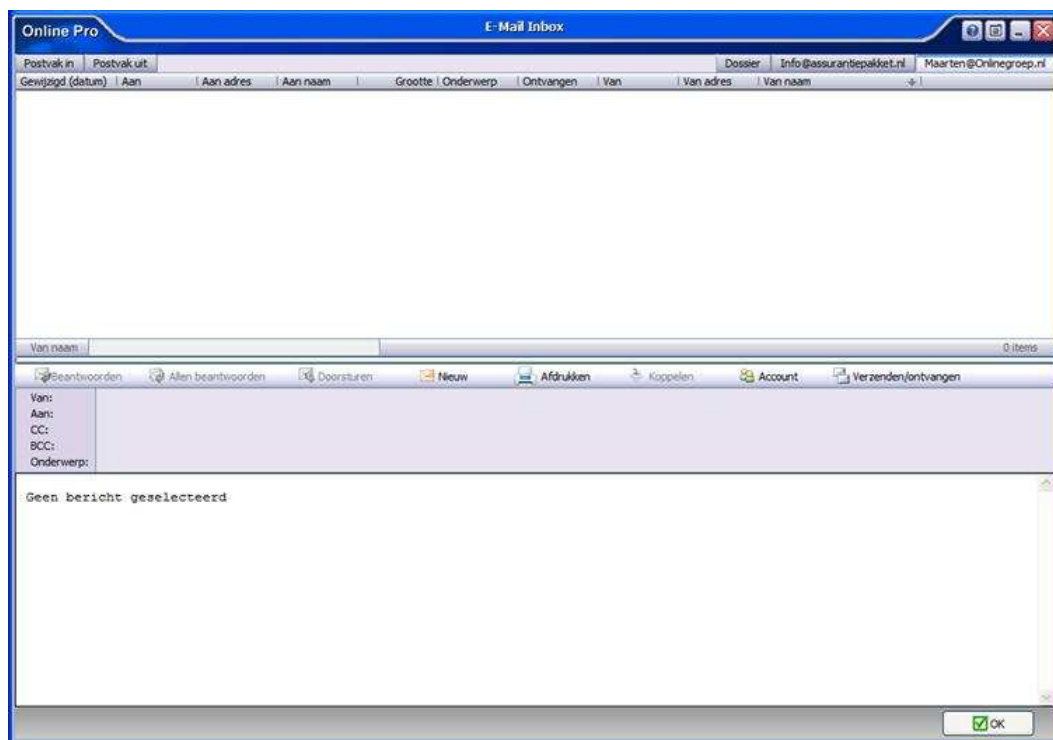 Online Pro E-Mail Inbox
Postvak in Postvak uit Dossier Info@assurantiepakket.nl Maarten@Onlinegroep.nl
Gewijzigd (datum) Aan Aan adres Aan naam Grootte Onderwerp Ontvangen Van Van adres Van naam
Van naam 0 items
Beantwoorden Allen beantwoorden Doorsturen Nieuw Afdrukken Koppelen Account Verzenden/ontvangen
Van:
Aan:
CC:
BCC:
Onderwerp:
Geen bericht geselecteerd
OK